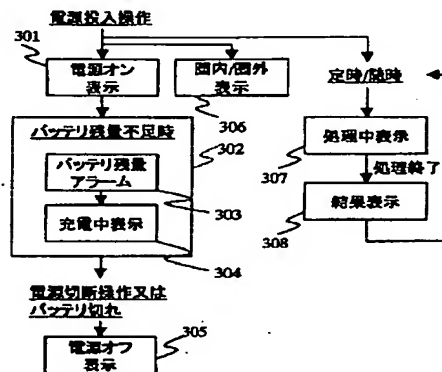 電源投入操作
301
電源オン
表示
圏内/圏外
表示
306
定時/随時
バッテリ残量不足時
302
バッテリ残量
アラーム
303
充電中表示
304
処理中表示
307
処理終了
結果表示
308
電源切断操作又は
バッテリ切れ
305
電源オフ
表示